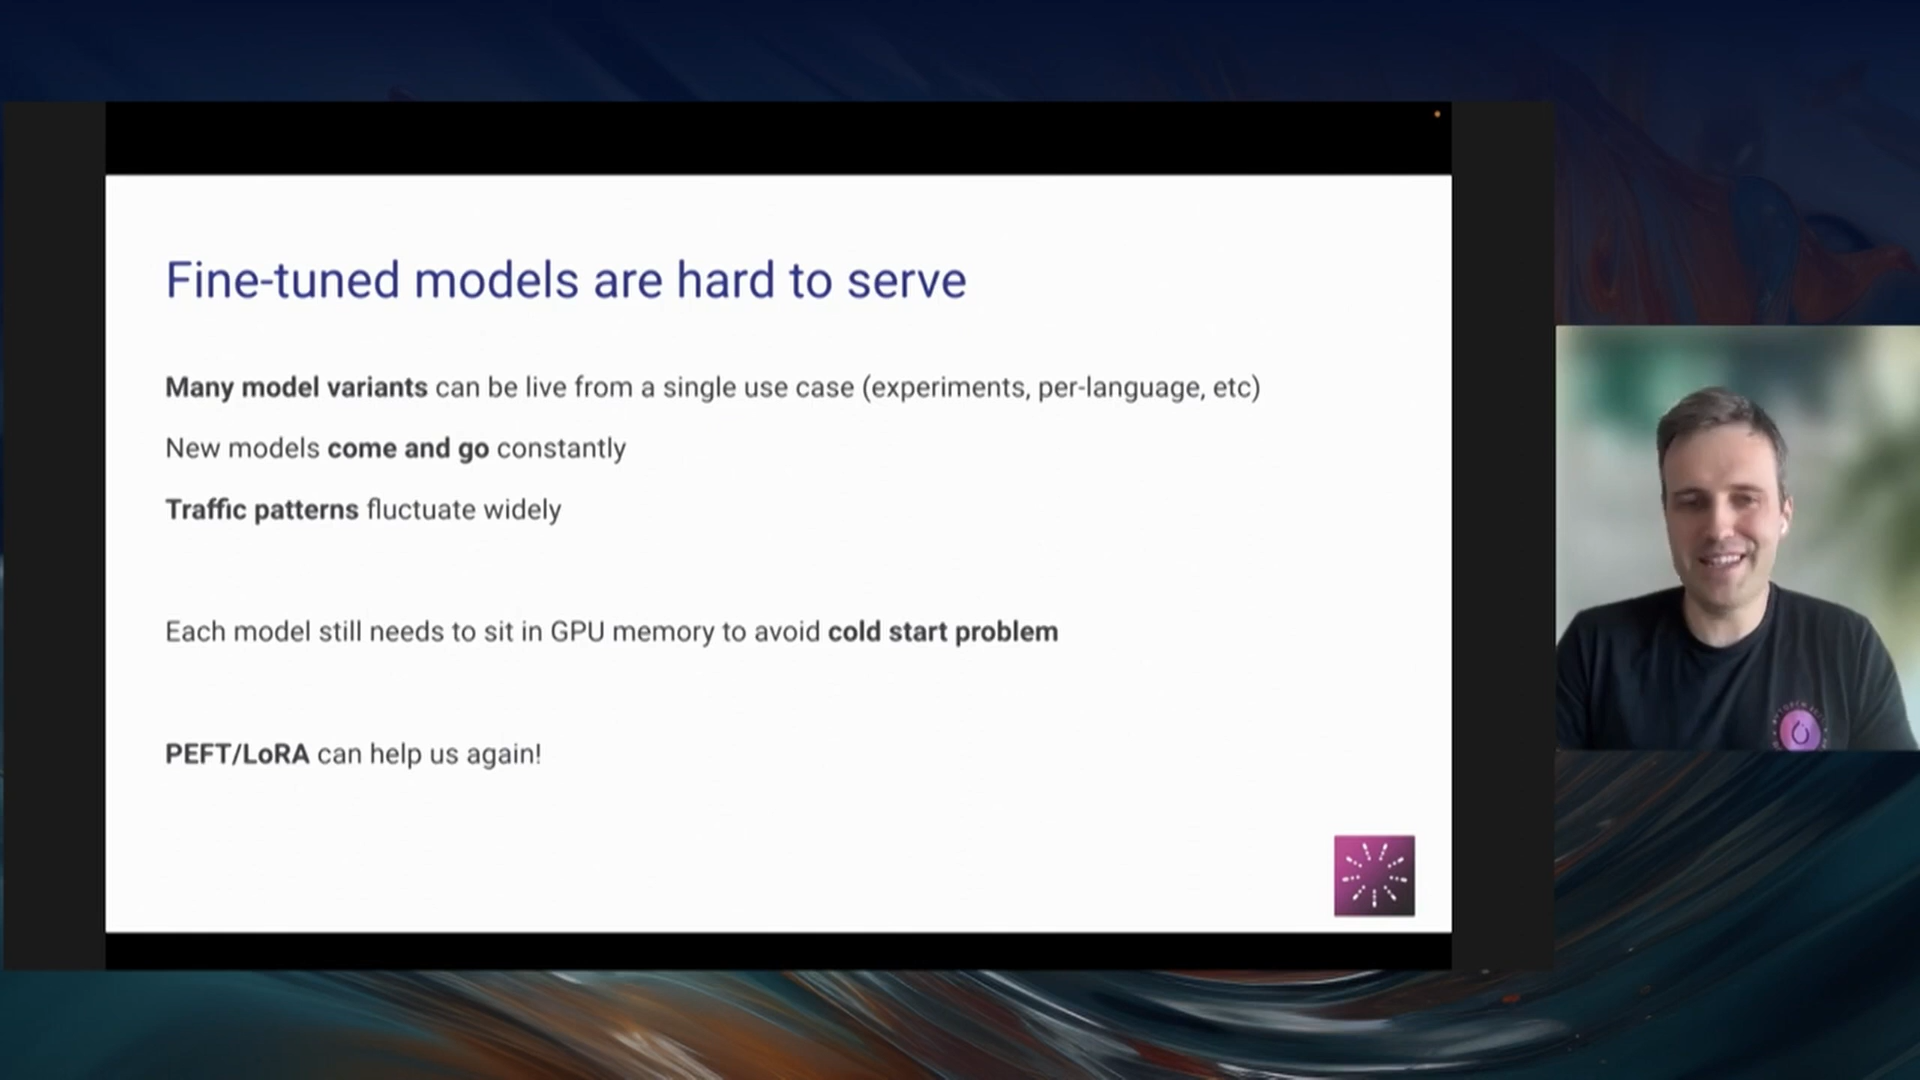 Fine-tuned models are hard to serve
Many model variants can be live from a single use case (experiments, per-language, etc)
New models come and go constantly
Traffic patterns fluctuate widely
Each model still needs to sit in GPU memory to avoid cold start problem
PEFT/LoRA can help us again!